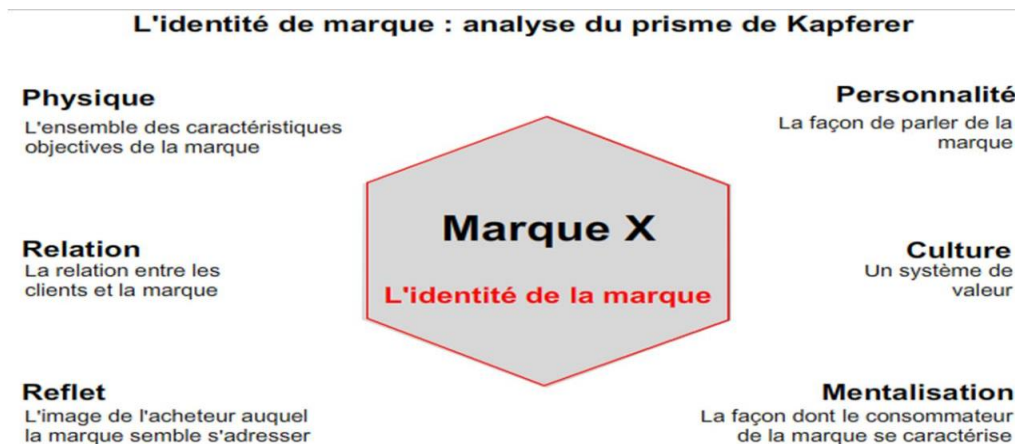 L'identité de marque : analyse du prisme de Kapferer
Physique
L'ensemble des caractéristiques
objectives de la marque
Personnalité
La façon de parler de la
marque
Marque X
L'identité de la marque
Relation
La relation entre les
clients et la marque
Culture
Un système de
valeur
Reflet
L'image de l'acheteur auquel
la marque semble s'adresser
Mentalisation
La façon dont le consommateur
de la marque se caractérise